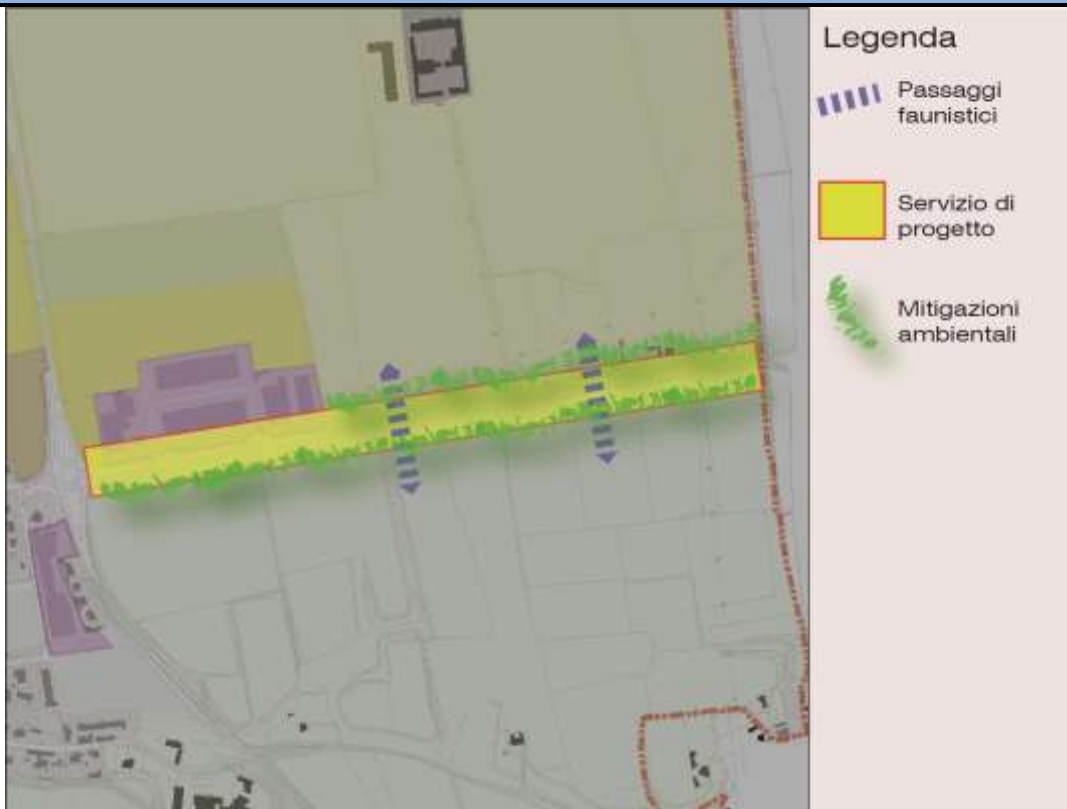 Legenda
Passaggi
faunistici
Servizio di
progetto
Mitigazioni
ambientali